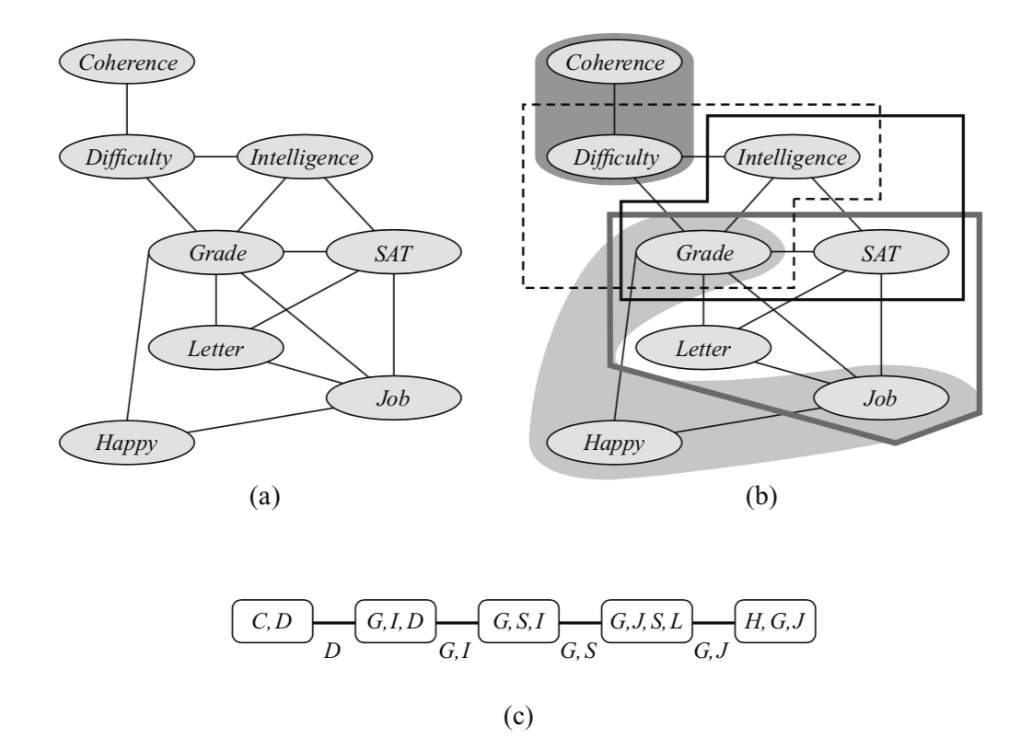 Coherence
Difficulty Intelligence
Grade SAT
Letter
Job
Happy
(a)
Coherence
Difficulty Intelligence
Grade SAT
Letter
Job
Happy
(b)
C, D G, I, D G, S, I G, J, S, L H, G, J
D G, I G, S G, J
(c)